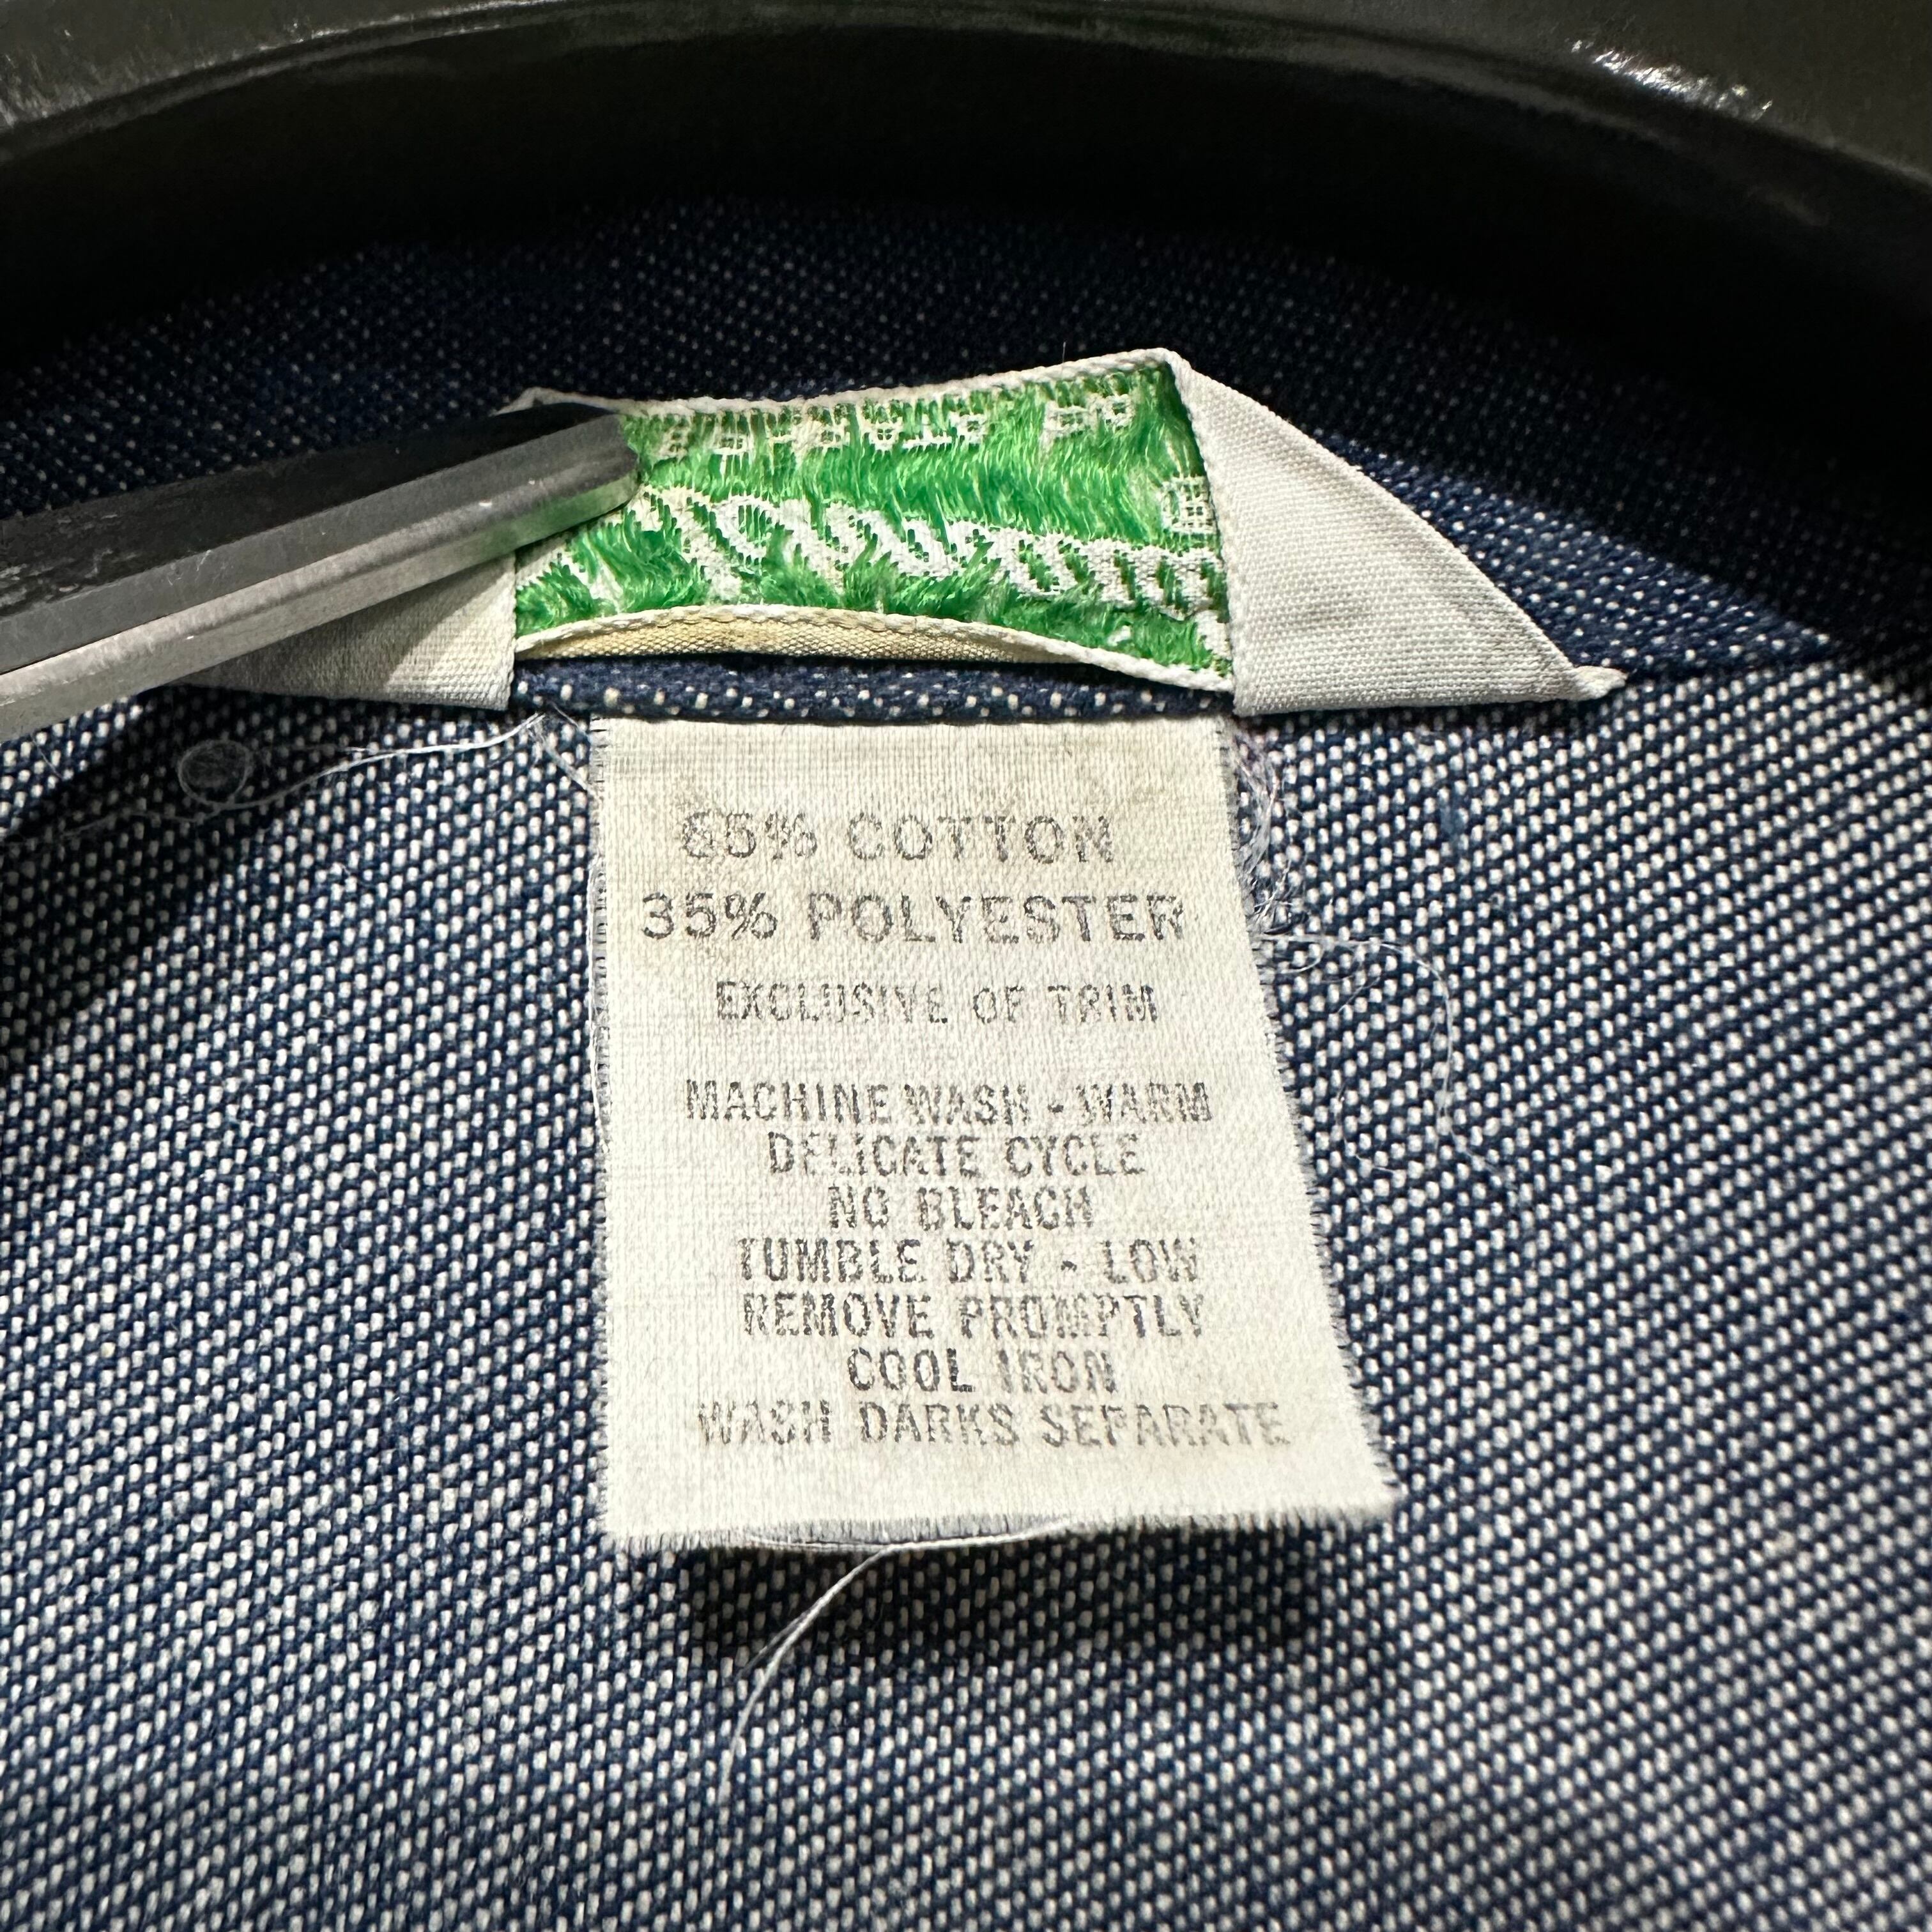 65% COTTON
35% POLYESTER
EXCLUSIVE OF TRIM
MACHINE WASH - WARM
DELICATE CYCLE
NO BLEACH
TUMBLE DRY - LOW
REMOVE PROMPTLY
COOL IRON
WASH DARKS SEPARATE